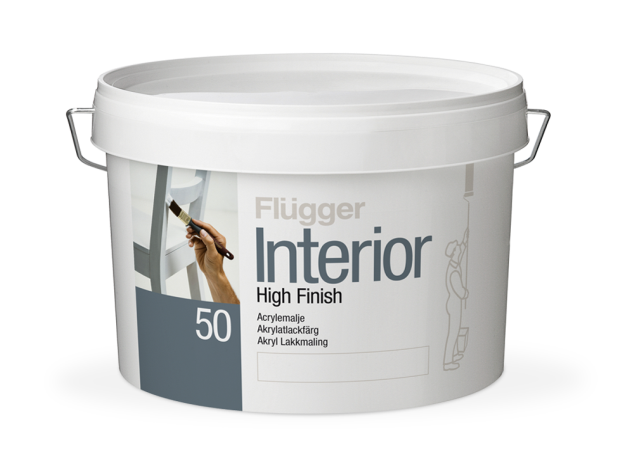 Flügger
Interior
High Finish
50
Acrylemalje
Akrylatlackfärg
Akryl Lakkmaling